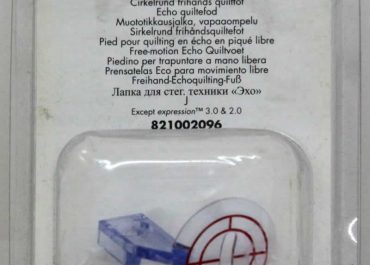 Cirkelrund frihånds quiltfot
Echo quiltefod
Muototikkausjalka, vapaaompelu
Sirkelrund frihåndsquiltefot
Pied pour quilting en écho en piqué libre
Free-motion Echo Quiltvoet
Piedino per trapuntare a mano libera
Prensatelas Eco para movimiento libre
Freihand-Echoquilting-Fuß
Лапка для стег. техники «Эхо»
J
Except expression™ 3.0 & 2.0
821002096